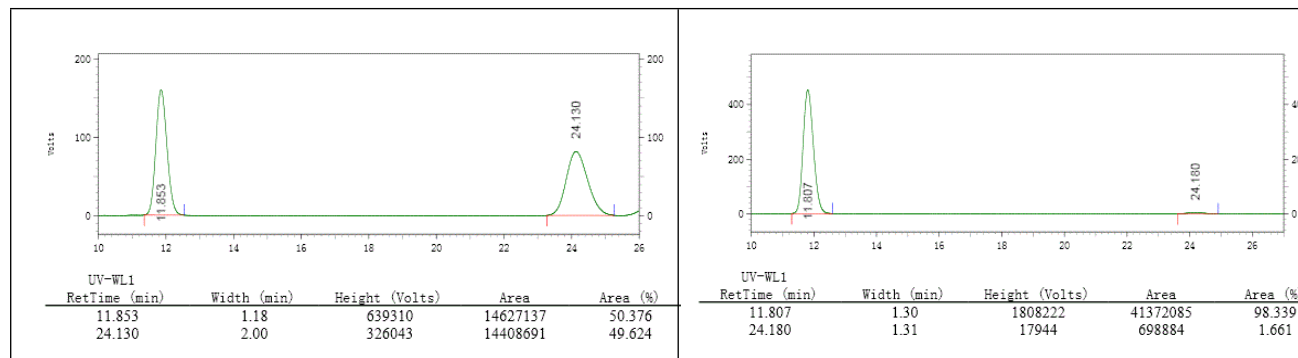 200
200
Volts
100
100
0
0
11.853
24.130
10 12 14 16 18 20 22 24 26
UV-WL1
RetTime (min) Width (min) Height (Volts) Area Area (%)
11.853 1.18 639310 14627137 50.376
24.130 2.00 326043 14408691 49.624
Volts
400
40
200
20
0
0
11.807
24.180
10 12 14 16 18 20 22 24 26
UV-WL1
RetTime (min) Width (min) Height (Volts) Area Area (%)
11.807 1.30 1808222 41372085 98.339
24.180 1.31 17944 698884 1.661